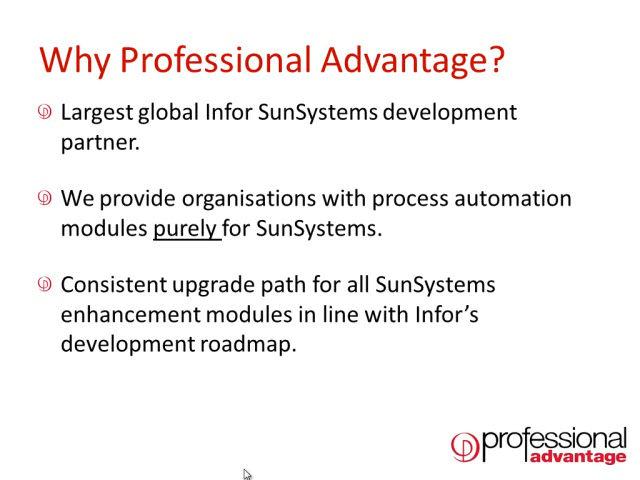 Why Professional Advantage?
Largest global Infor SunSystems development
partner.
We provide organisations with process automation
modules purely for SunSystems.
Consistent upgrade path for all SunSystems
enhancement modules in line with Infor’s
development roadmap.
professional
advantage